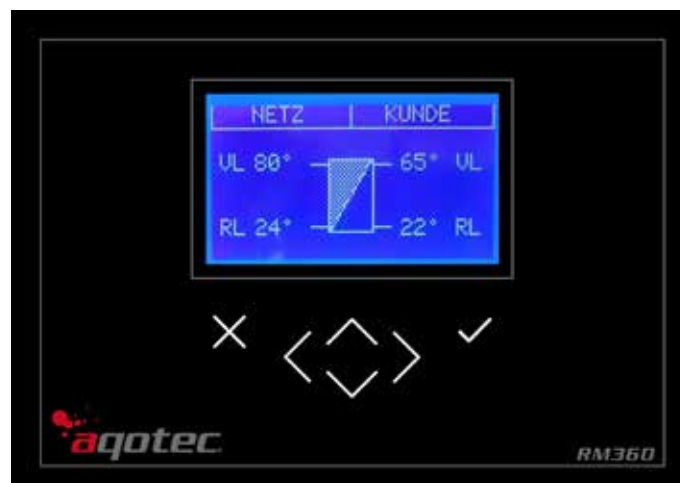 NETZ KUNDE
VL 80° 65° VL
RL 24° 22° RL
aqotec
RM360